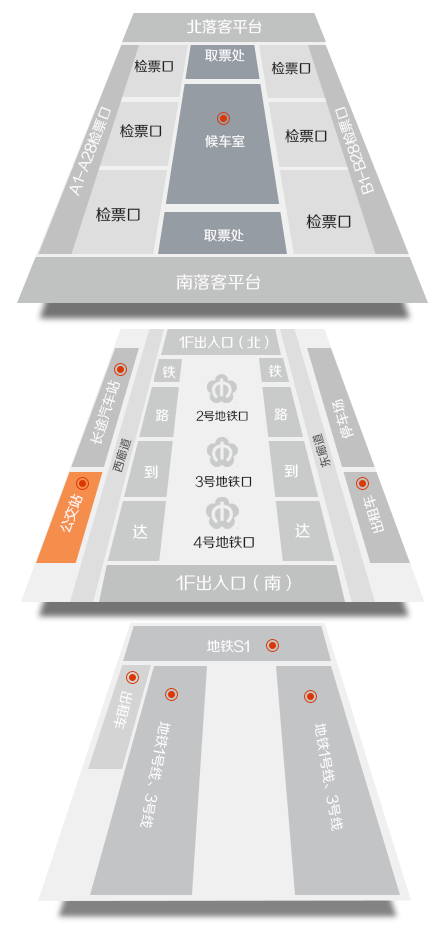 北落客平台
取票处
检票口
检票口
候车室
检票口
检票口
A1-A28检票口
B1-B28检票口
检票口
检票口
取票处
南落客平台
1F出入口（北）
铁
铁
路
路
到
到
达
达
2号地铁口
3号地铁口
4号地铁口
长途汽车站
西廊道
东廊道
停车场
公交站
出租车
1F出入口（南）
地铁S1
出租车
地铁1号线、3号线
地铁1号线、3号线